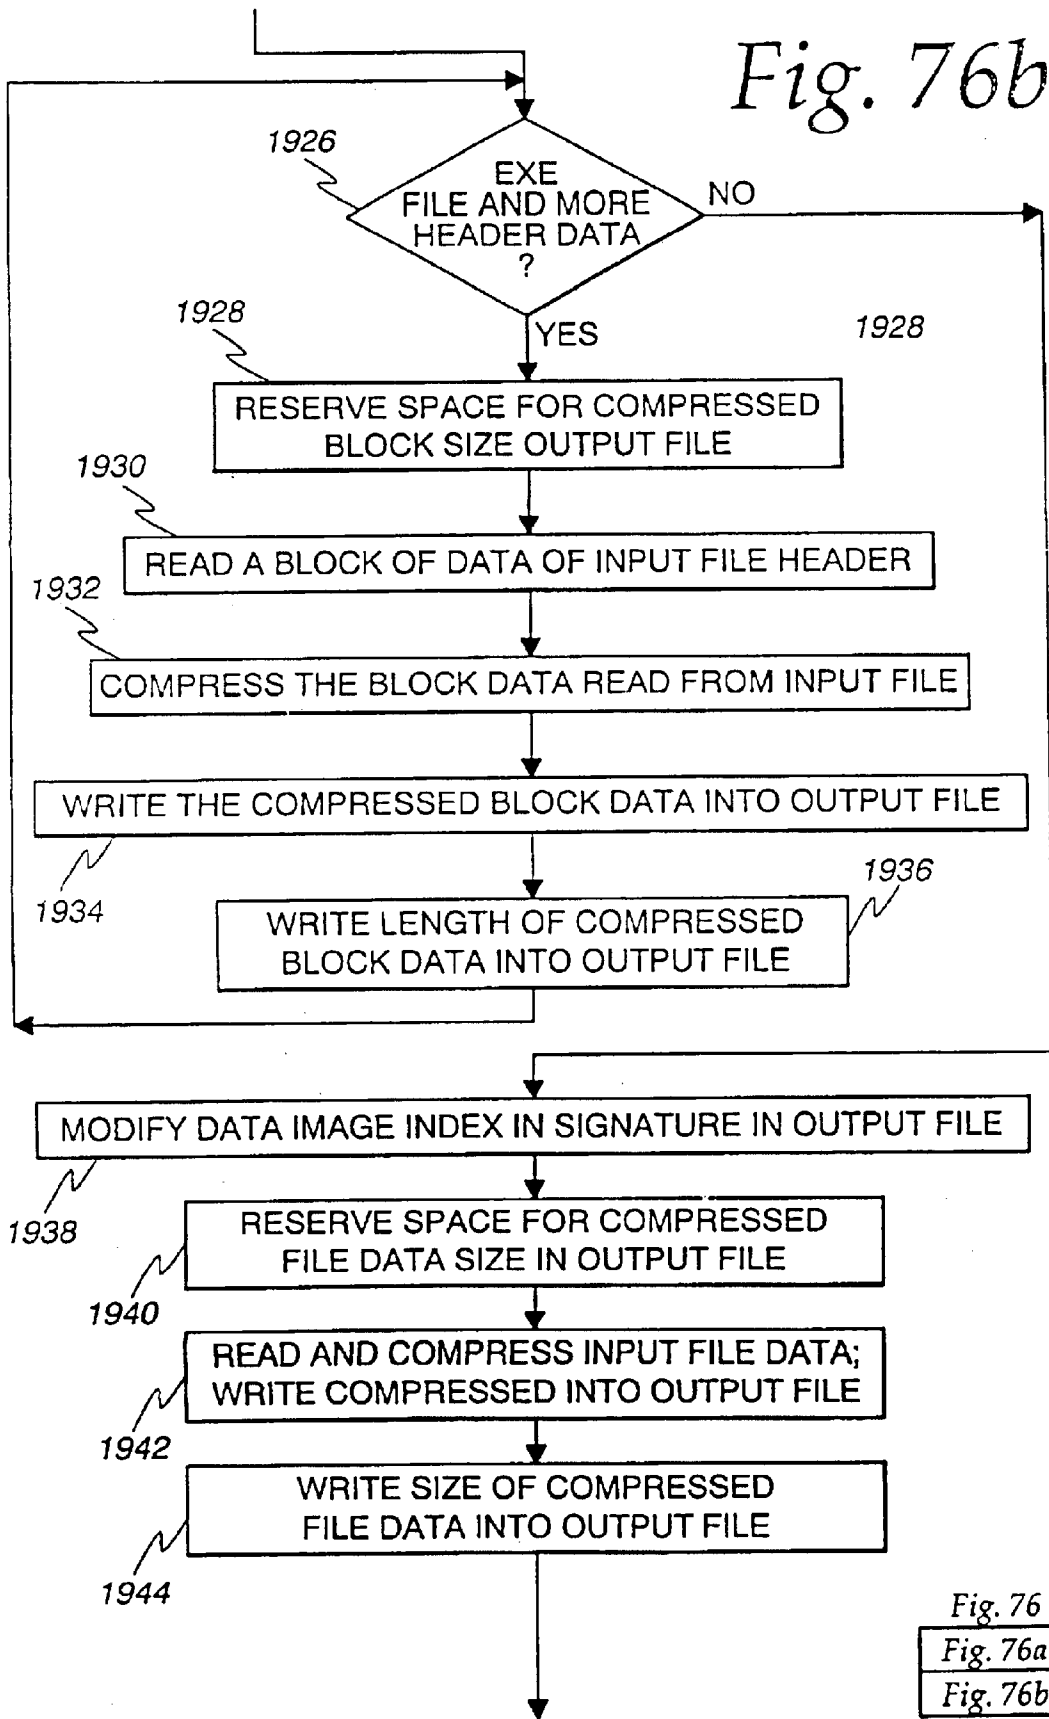 Fig. 76b
1926
EXE
FILE AND MORE
HEADER DATA
?
NO
1928
YES
1928
RESERVE SPACE FOR COMPRESSED
BLOCK SIZE OUTPUT FILE
1930
READ A BLOCK OF DATA OF INPUT FILE HEADER
1932
COMPRESS THE BLOCK DATA READ FROM INPUT FILE
WRITE THE COMPRESSED BLOCK DATA INTO OUTPUT FILE
1934
1936
WRITE LENGTH OF COMPRESSED
BLOCK DATA INTO OUTPUT FILE
MODIFY DATA IMAGE INDEX IN SIGNATURE IN OUTPUT FILE
1938
RESERVE SPACE FOR COMPRESSED
FILE DATA SIZE IN OUTPUT FILE
1940
READ AND COMPRESS INPUT FILE DATA;
WRITE COMPRESSED INTO OUTPUT FILE
1942
WRITE SIZE OF COMPRESSED
FILE DATA INTO OUTPUT FILE
1944
Fig. 76
Fig. 76a
Fig. 76b